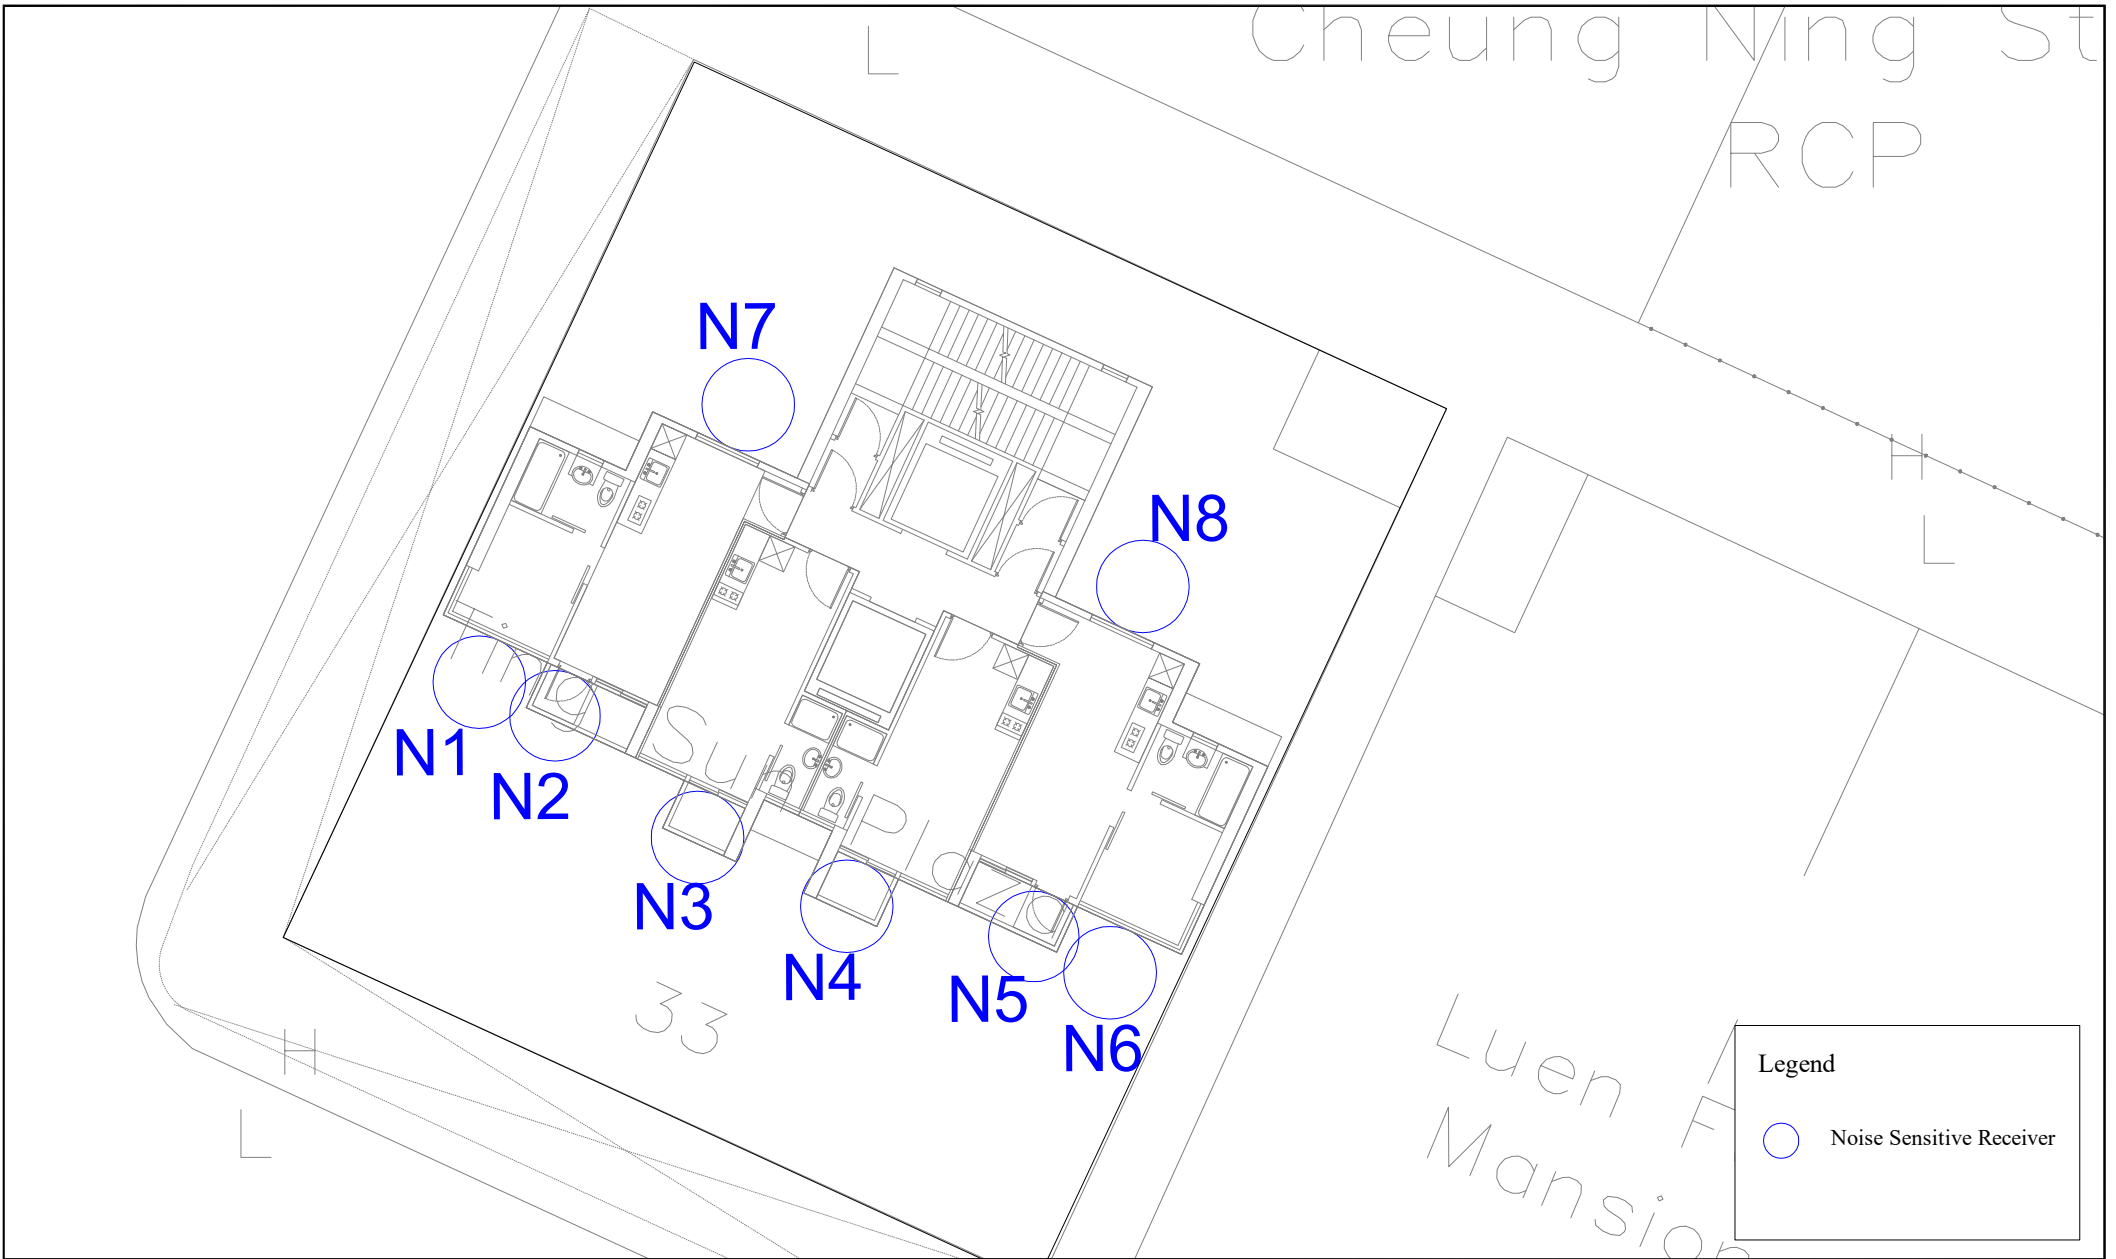 Cheung Ning St
L
RCP
N7
H
N8
L
N1
N2
Su
N3
N4
N5
N6
33
H
L
Luen F
Mansion
Legend
Noise Sensitive Receiver